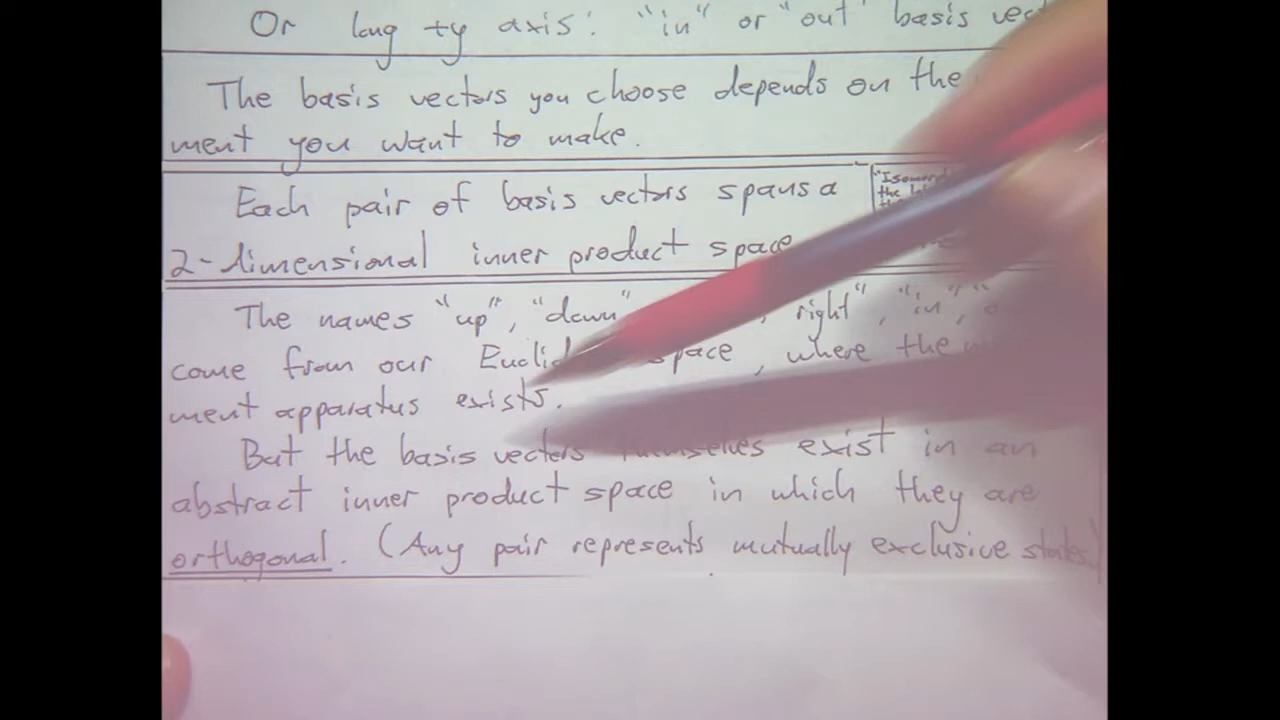 Or long +y axis: "in" or "out" basis
The basis vectors you choose depends on the
ment you want to make.
Each pair of basis vectors spans a
2-dimensional inner product space
The names "up", "down" right", "in",
come from our space, where the
ment apparatus exists.
But the basis vectors themselves exist in an
abstract inner product space in which they are
orthogonal. (Any pair represents mutually exclusive states)